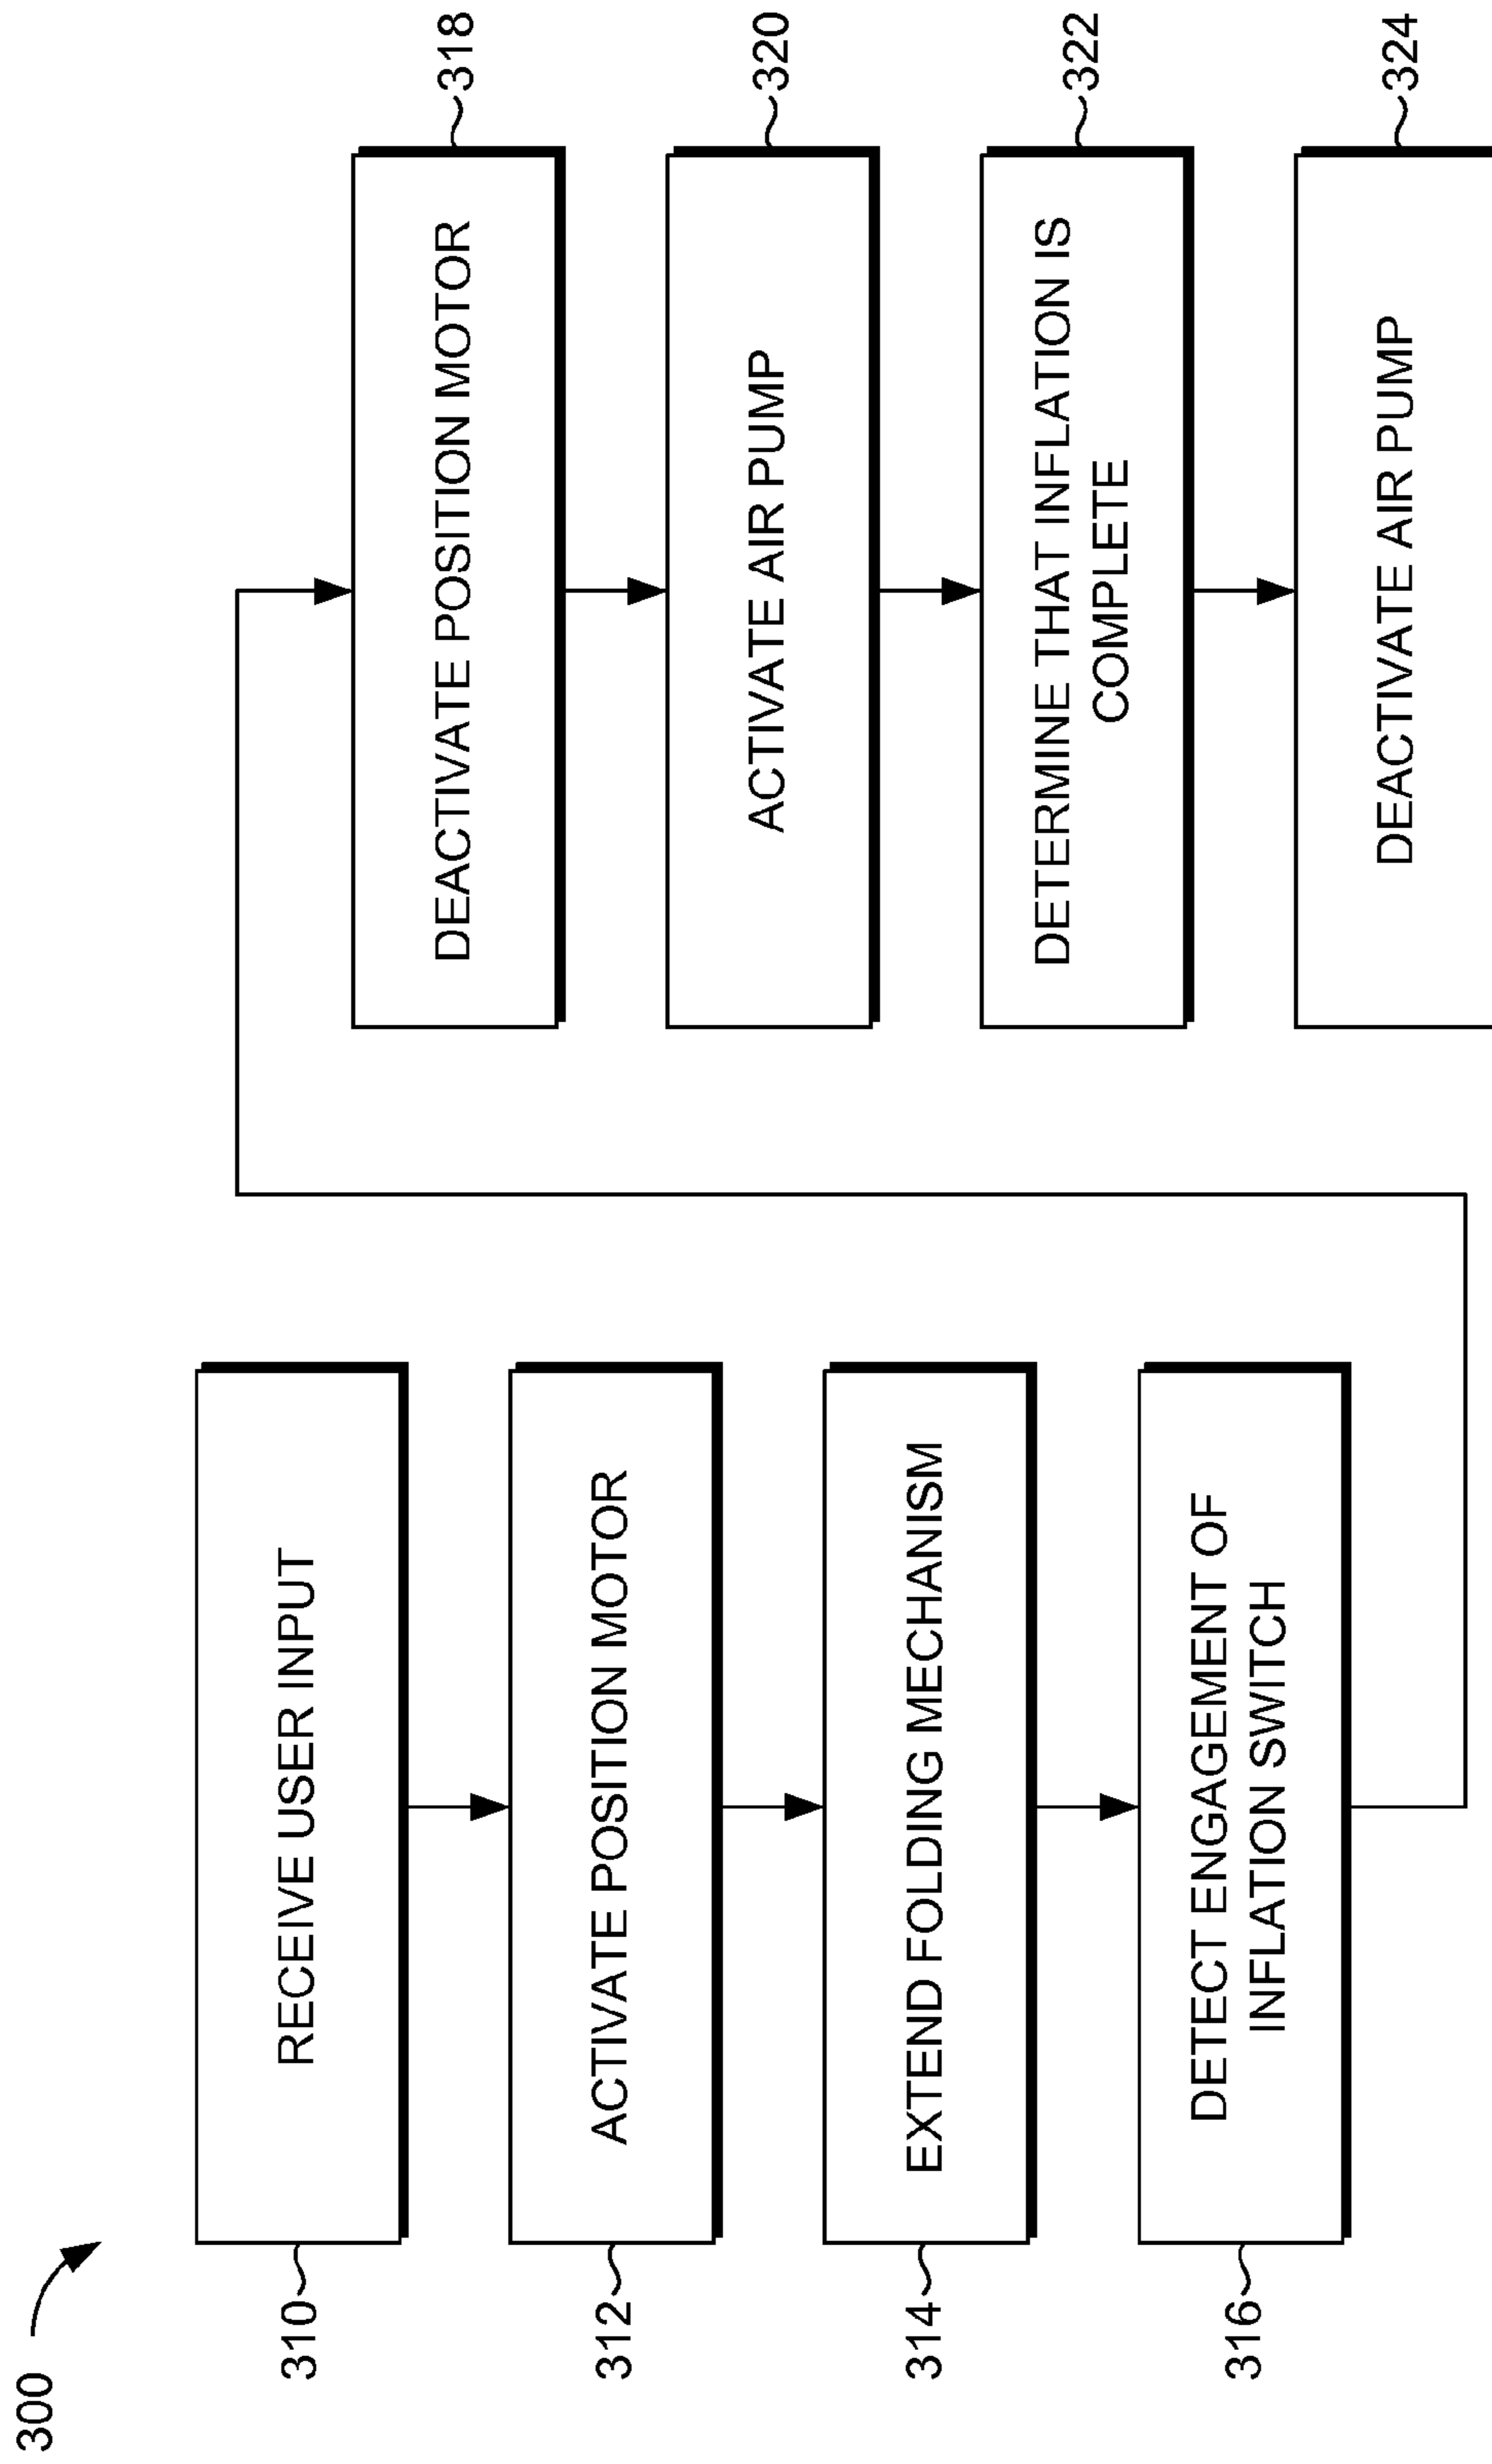 300
310
RECEIVE USER INPUT
312
ACTIVATE POSITION MOTOR
314
EXTEND FOLDING MECHANISM
316
DETECT ENGAGEMENT OF
INFLATION SWITCH
318
DEACTIVATE POSITION MOTOR
320
ACTIVATE AIR PUMP
322
DETERMINE THAT INFLATION IS
COMPLETE
324
DEACTIVATE AIR PUMP